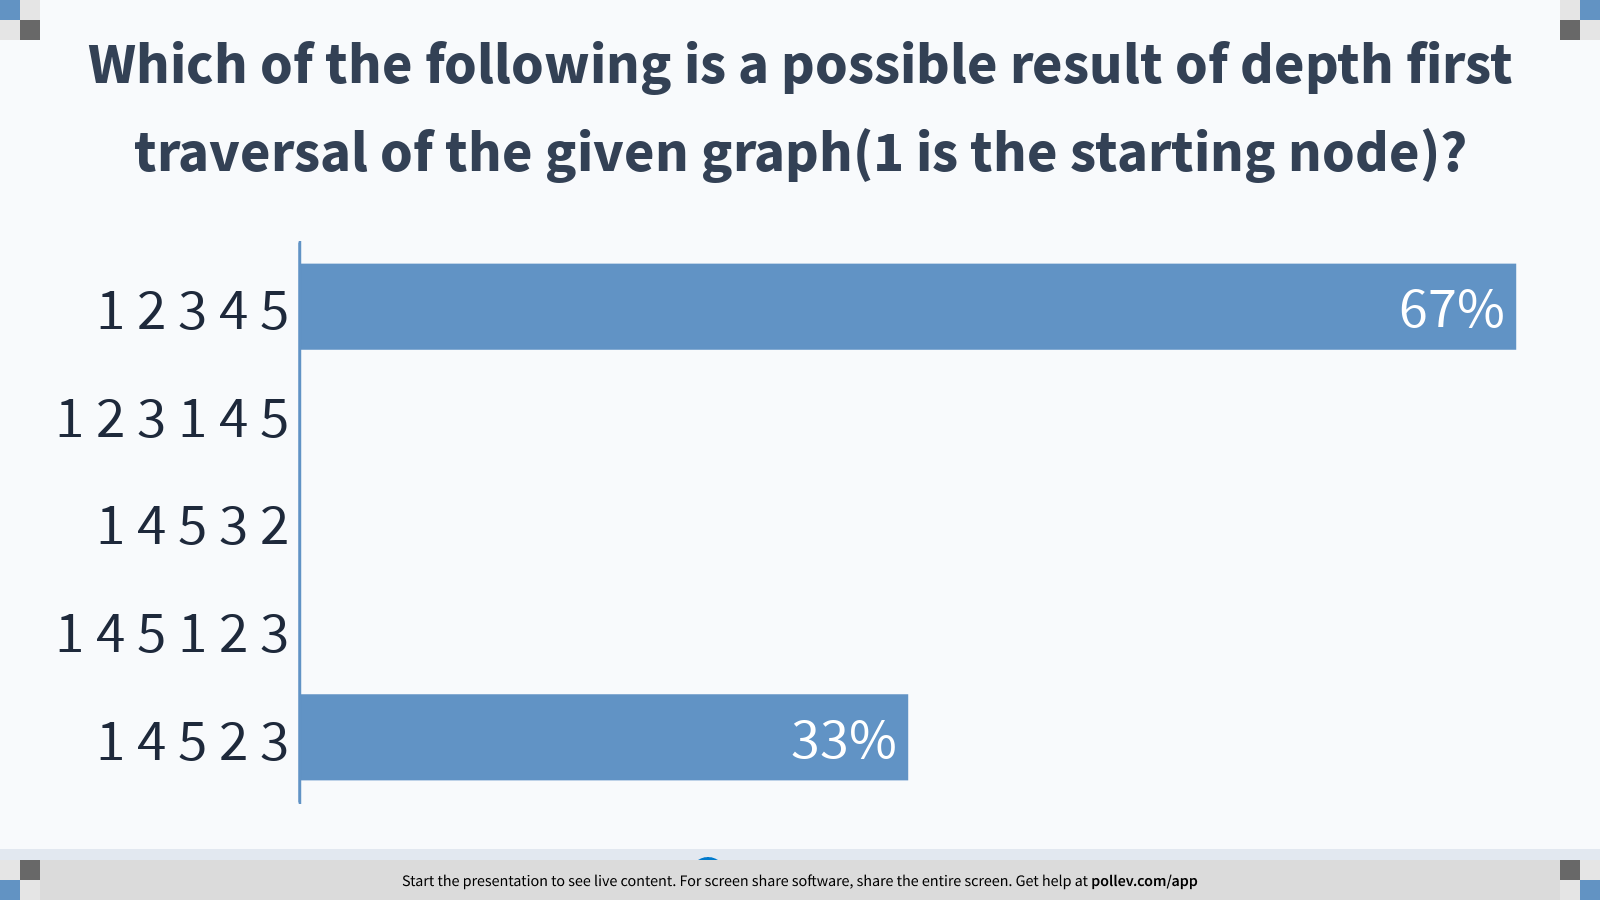 Which of the following is a possible result of depth first
traversal of the given graph(1 is the starting node)?
1 2 3 4 5
67%
1 2 3 1 4 5
1 4 5 3 2
1 4 5 1 2 3
1 4 5 2 3
33%
Start the presentation to see live content. For screen share software, share the entire screen. Get help at pollev.com/app